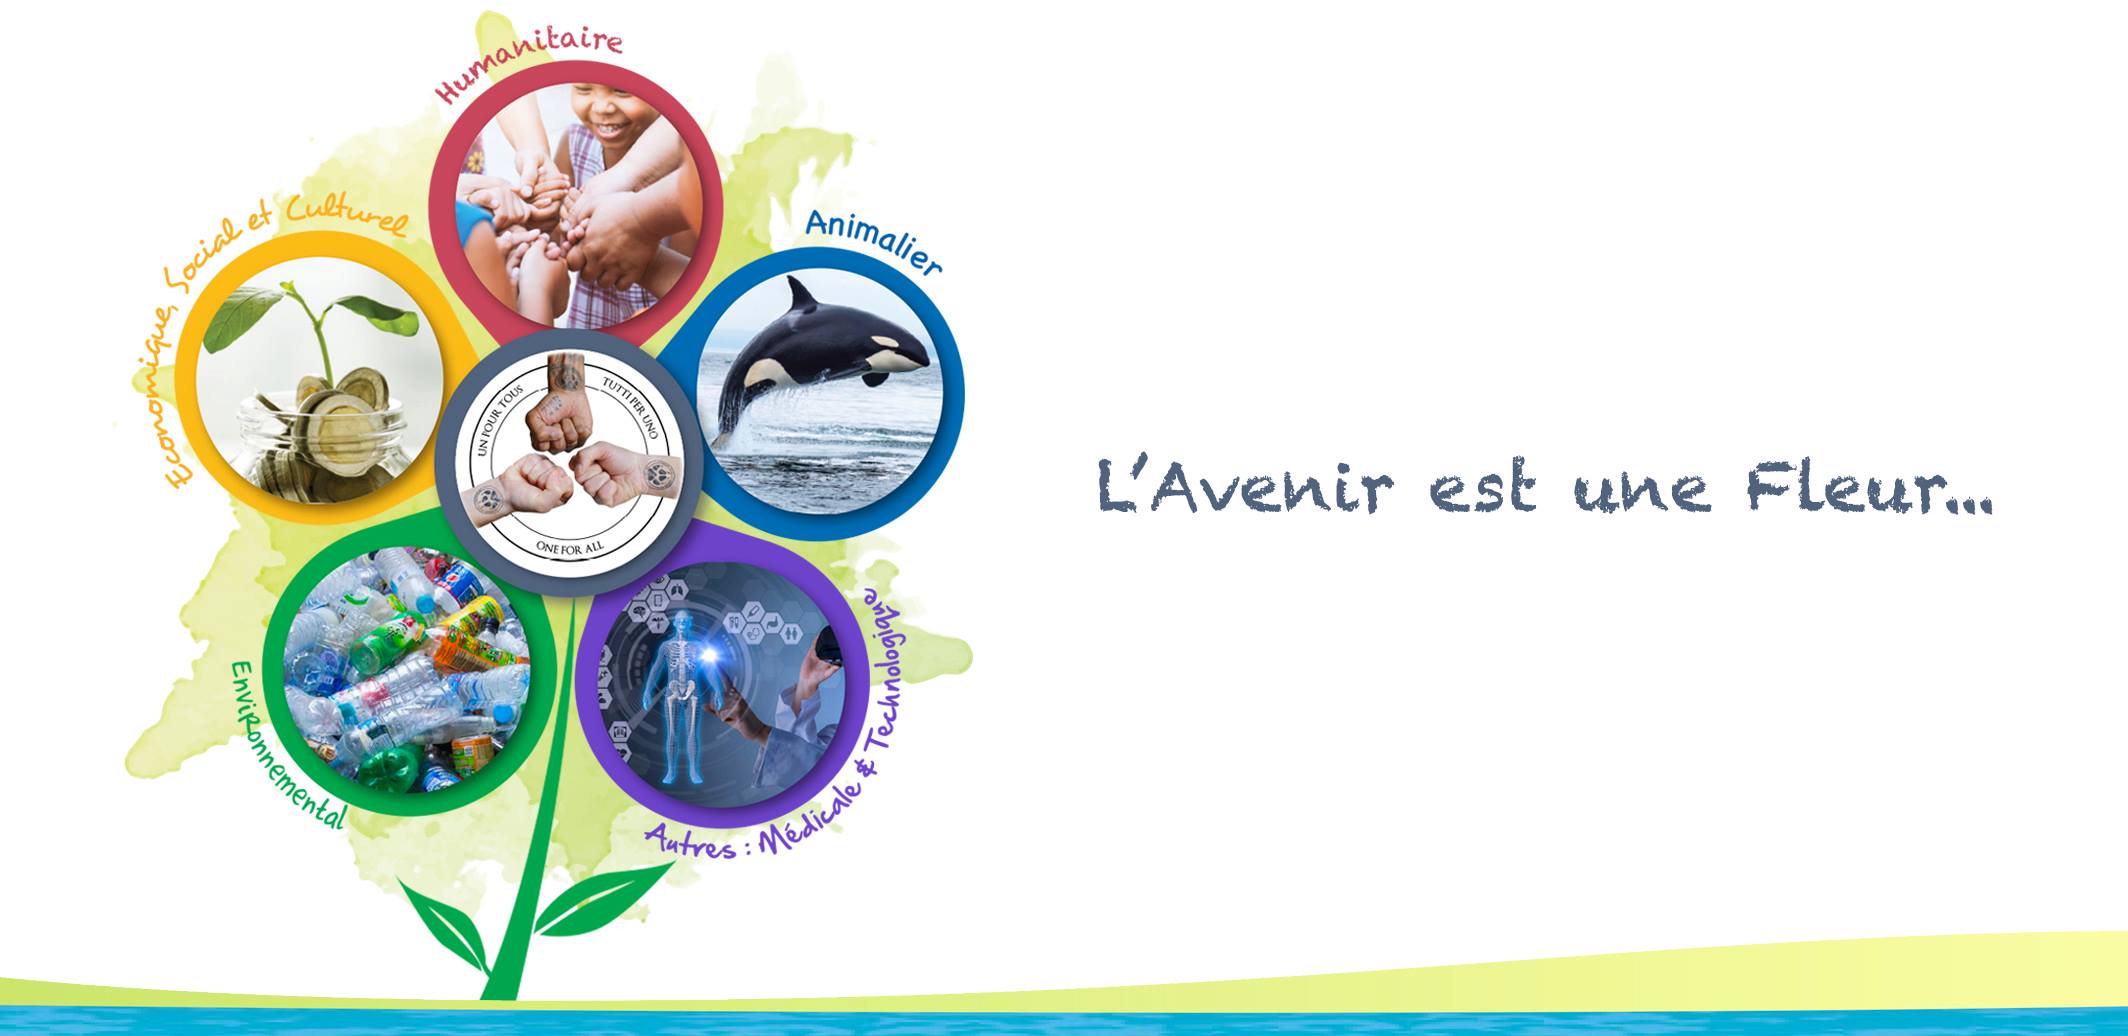 Humanitaire
Economique, Social et Culturel
Animalier
UN POUR TOUS
TUTTI PER UNO
ONE FOR ALL
L'Avenir est une Fleur...
Environnemental
Autres : Médicale & Technologique